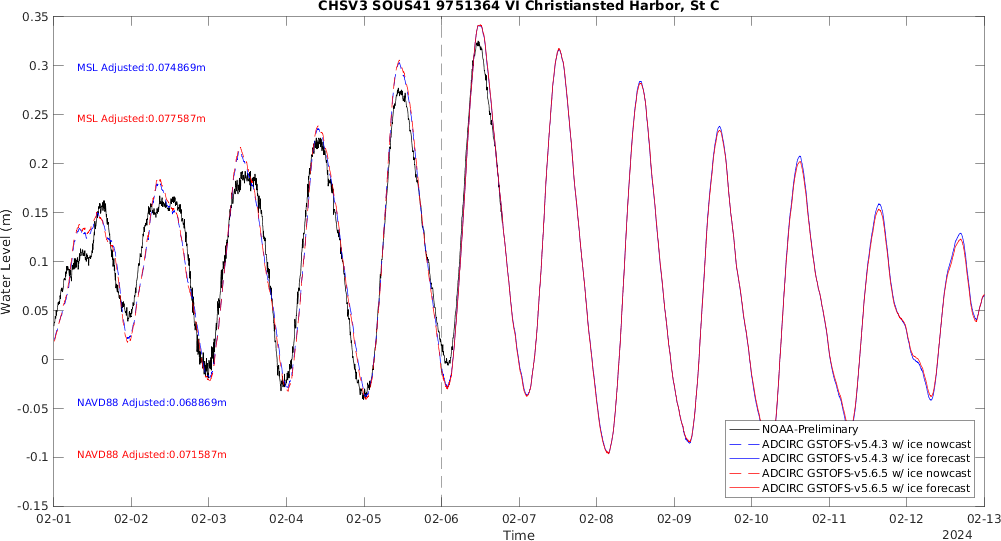 CHSV3 SOUS41 9751364 VI Christiansted Harbor, St C
0.35
0.3
0.25
0.2
0.15
0.1
0.05
0
-0.05
-0.1
-0.15
Water Level (m)
MSL Adjusted:0.074869m
MSL Adjusted:0.077587m
NAVD88 Adjusted:0.068869m
NAVD88 Adjusted:0.071587m
NOAA-Preliminary
ADCIRC GSTOFS-v5.4.3 w/ ice nowcast
ADCIRC GSTOFS-v5.4.3 w/ ice forecast
ADCIRC GSTOFS-v5.6.5 w/ ice nowcast
ADCIRC GSTOFS-v5.6.5 w/ ice forecast
02-01 02-02 02-03 02-04 02-05 02-06 02-07 02-08 02-09 02-10 02-11 02-12 02-13
Time
2024